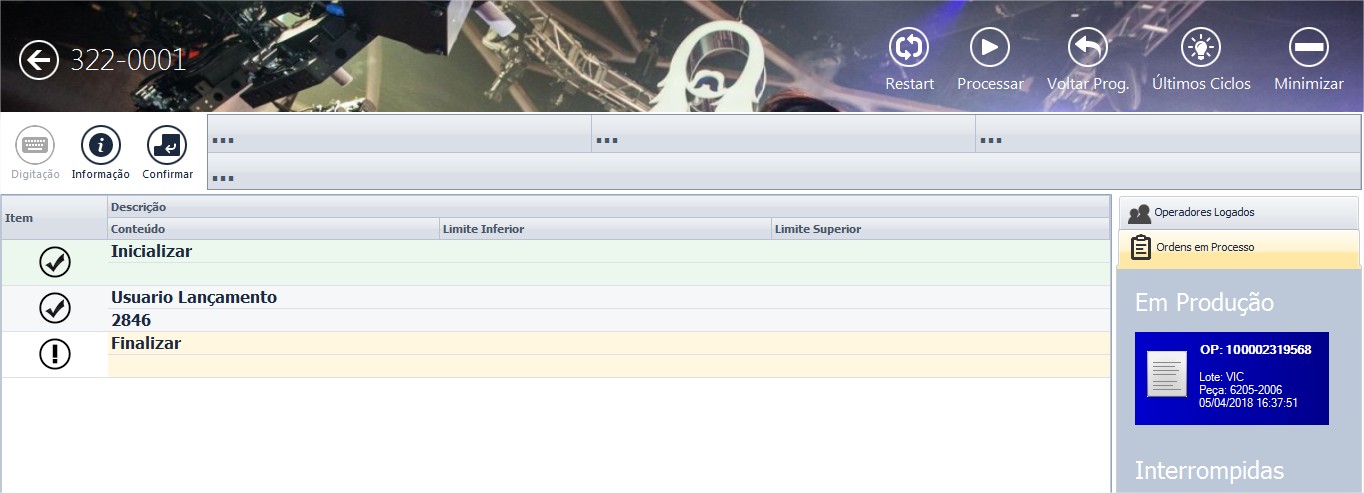 322-0001
Restart
Processar
Voltar Prog.
Últimos Ciclos
Minimizar
Digitação
Informação
Confirmar
...
...
...
...
Item
Descrição
Conteúdo
Limite Inferior
Limite Superior
Inicializar
Usuario Lançamento
2846
Finalizar
Operadores Logados
Ordens em Processo
Em Produção
OP: 100002319568
Lote: VIC
Peça: 6205-2006
05/04/2018 16:37:51
Interrompidas